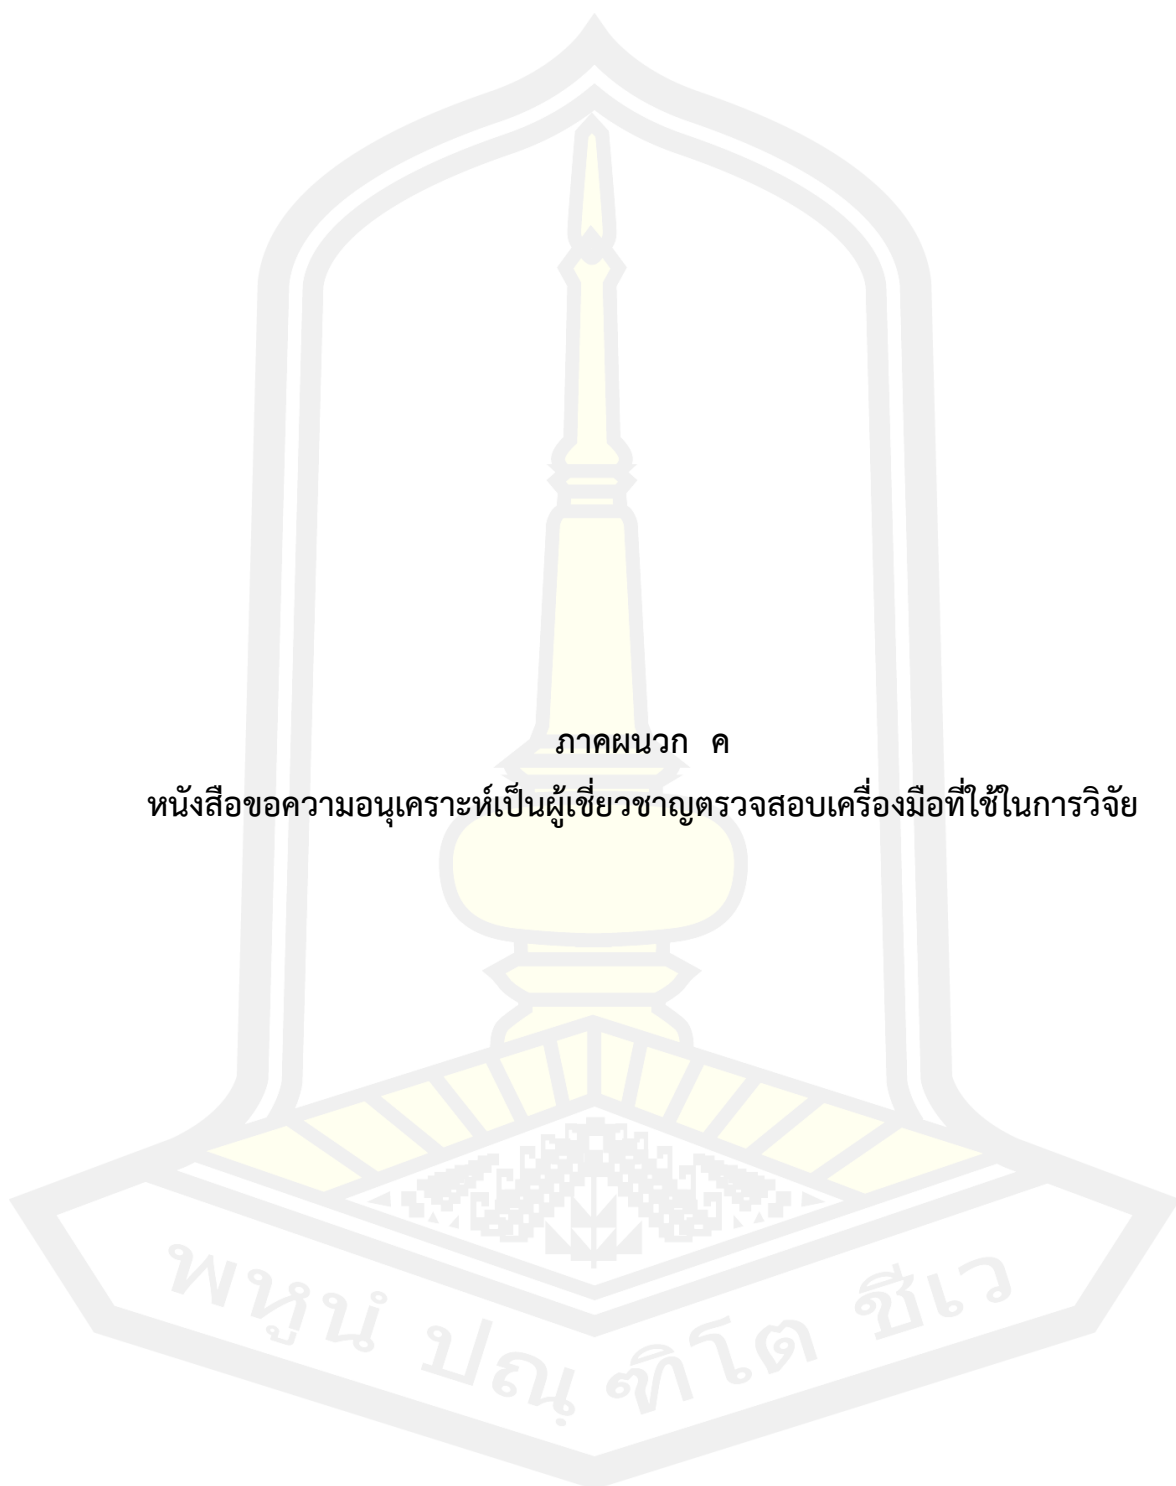 ภาคผนวก ค
หนังสือขอความอนุเคราะห์เป็นผู้เชี่ยวชาญตรวจสอบเครื่องมือที่ใช้ในการวิจัย
พหูนํ ปณฺฑิโต ชีเว